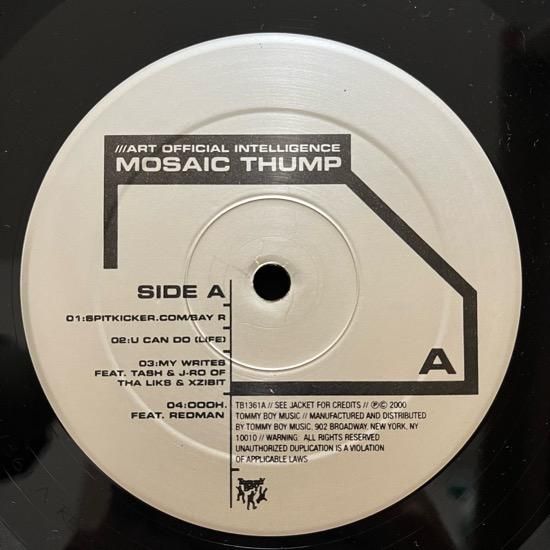 ///ART OFFICIAL INTELLIGENCE
MOSAIC THUMP
SIDE A
01:SPITKICKER.COM/SAY R
02:U CAN DO (LIFE)
03:MY WRITES
FEAT. TASH & J-RO OF
THA LIKS & XZIBIT
04:OOOH.
FEAT. REDMAN
A
TB1361A // SEE JACKET FOR CREDITS // ℗© 2000
TOMMY BOY MUSIC // MANUFACTURED AND DISTRIBUTED
BY TOMMY BOY MUSIC, 902 BROADWAY, NEW YORK, NY
10010 // WARNING: ALL RIGHTS RESERVED
UNAUTHORIZED DUPLICATION IS A VIOLATION
OF APPLICABLE LAWS